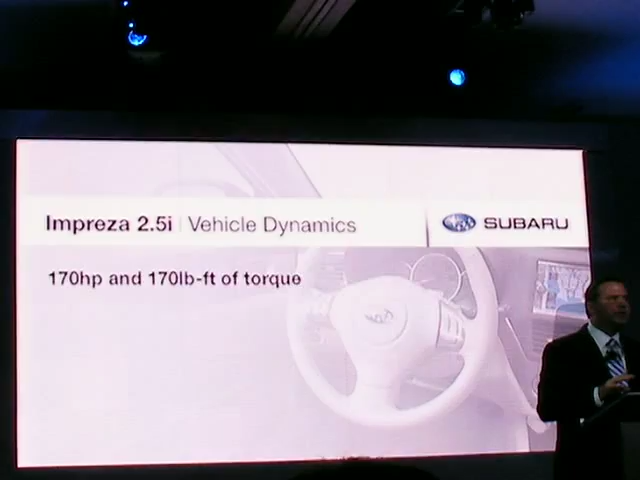 Impreza 2.5i | Vehicle Dynamics
SUBARU
170hp and 170lb-ft of torque